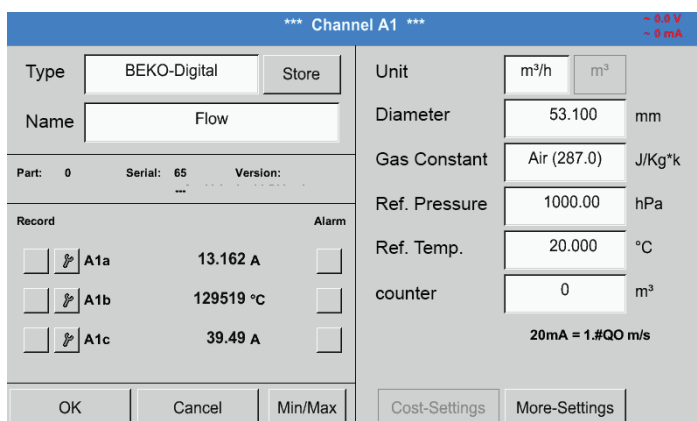 *** Channel A1 ***
~ 0.0 V
~ 0 mA
Type BEKO-Digital Store
Name Flow
Part: 0 Serial: 65 Version:
---
Record Alarm
A1a 13.162 A
A1b 129519 °C
A1c 39.49 A
OK Cancel Min/Max
Unit m³/h m³
Diameter 53.100 mm
Gas Constant Air (287.0) J/Kg*k
Ref. Pressure 1000.00 hPa
Ref. Temp. 20.000 °C
counter 0 m³
20mA = 1.#QO m/s
Cost-Settings More-Settings